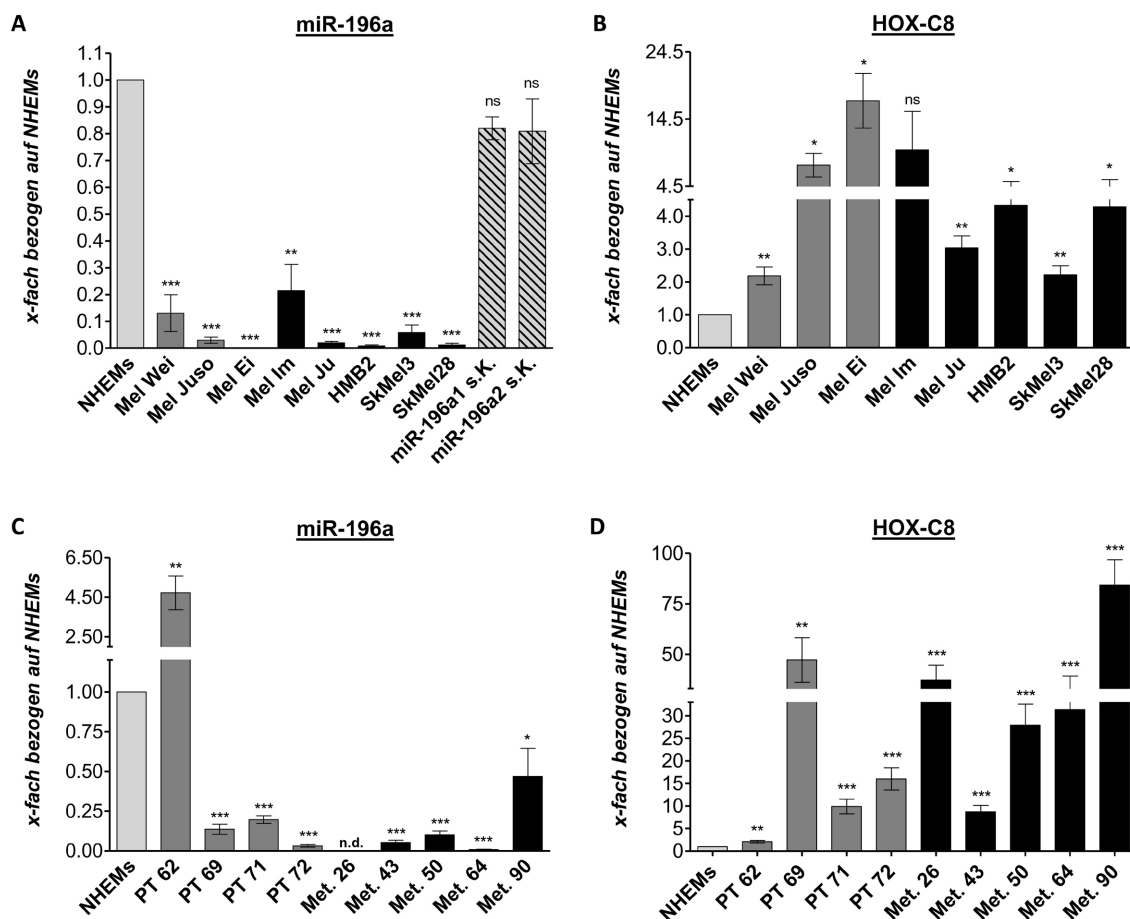 A
miR-196a
x-fach bezogen auf NHEMs
1.1
1.0
0.9
0.8
0.7
0.6
0.5
0.4
0.3
0.2
0.1
0.0
***
***
***
**
***
***
***
***
ns
ns
NHEMs
Mel Wei
Mel Juso
Mel Ei
Mel Im
Mel Ju
HMB2
SkMel3
SkMel28
miR-196a1 s.K.
miR-196a2 s.K.
B
HOX-C8
x-fach bezogen auf NHEMs
24.5
14.5
4.5
4.0
3.0
2.0
1.0
0.0
**
*
*
ns
**
*
**
*
NHEMs
Mel Wei
Mel Juso
Mel Ei
Mel Im
Mel Ju
HMB2
SkMel3
SkMel28
C
miR-196a
x-fach bezogen auf NHEMs
6.50
4.50
2.50
1.00
0.75
0.50
0.25
0.00
**
***
***
***
n.d.
***
***
***
*
NHEMs
PT 62
PT 69
PT 71
PT 72
Met. 26
Met. 43
Met. 50
Met. 64
Met. 90
D
HOX-C8
x-fach bezogen auf NHEMs
100
75
50
30
25
20
15
10
5
0
**
**
***
***
***
***
***
***
***
NHEMs
PT 62
PT 69
PT 71
PT 72
Met. 26
Met. 43
Met. 50
Met. 64
Met. 90